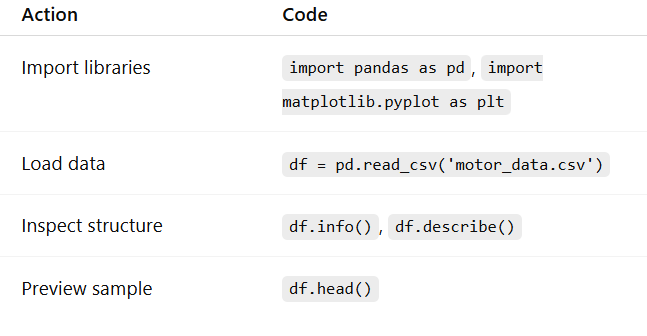 Action Code
Import libraries import pandas as pd, import
matplotlib.pyplot as plt
Load data df = pd.read_csv('motor_data.csv')
Inspect structure df.info(), df.describe()
Preview sample df.head()